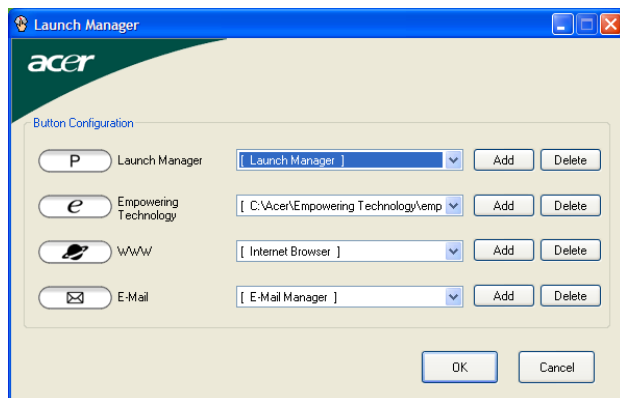 Launch Manager
acer
Button Configuration
P Launch Manager [ Launch Manager ] Add Delete
e Empowering Technology [ C:\Acer\Empowering Technology\emp Add Delete
WWW [ Internet Browser ] Add Delete
E-Mail [ E-Mail Manager ] Add Delete
OK Cancel